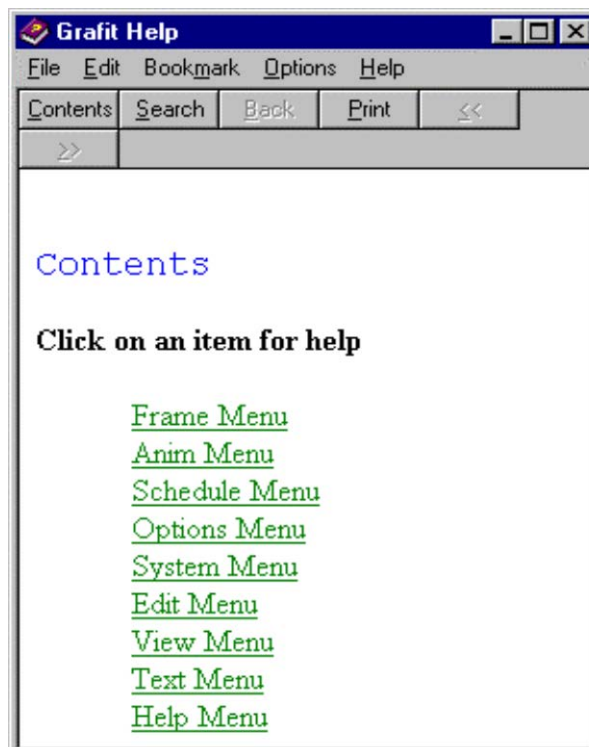 Grafit Help
File Edit Bookmark Options Help
Contents Search Back Print <<
>>
Contents
Click on an item for help
Frame Menu
Anim Menu
Schedule Menu
Options Menu
System Menu
Edit Menu
View Menu
Text Menu
Help Menu